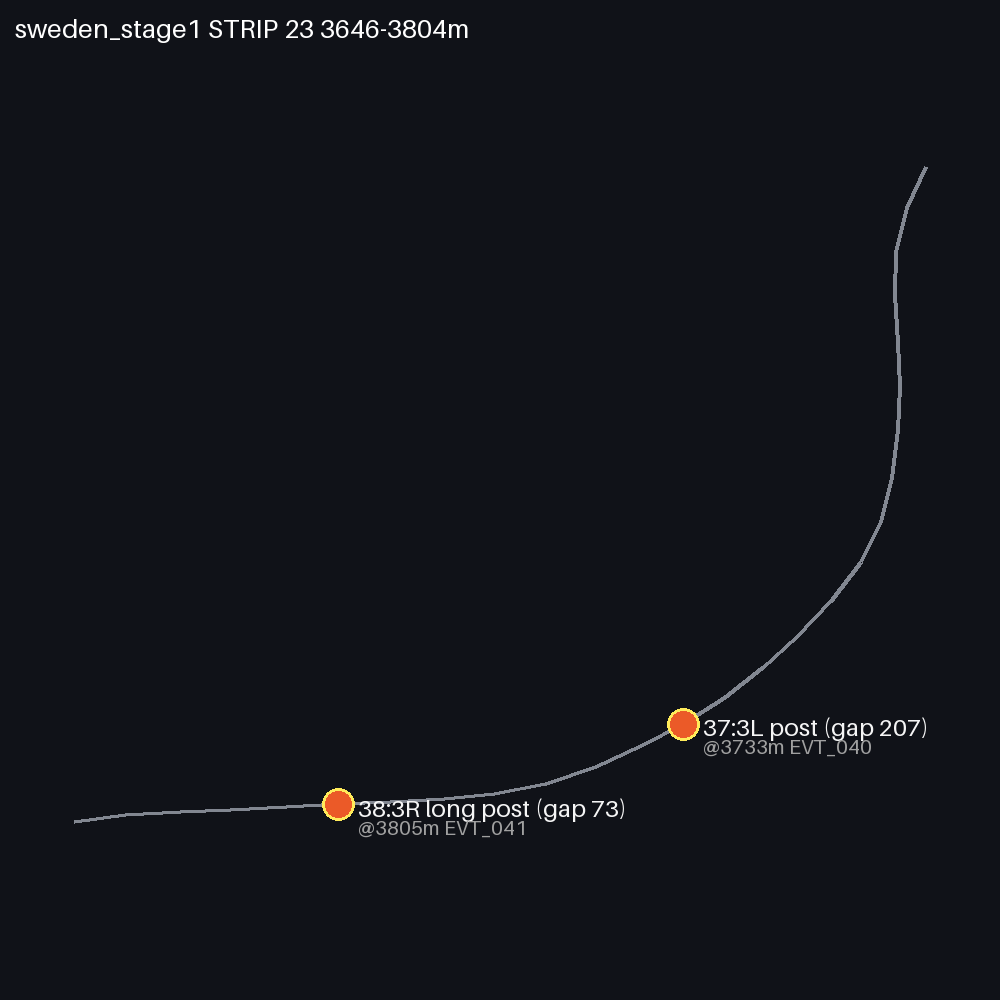 sweden_stage1 STRIP 23 3646-3804m
37:3L post (gap 207)
@3733m EVT_040
38:3R long post (gap 73)
@3805m EVT_041